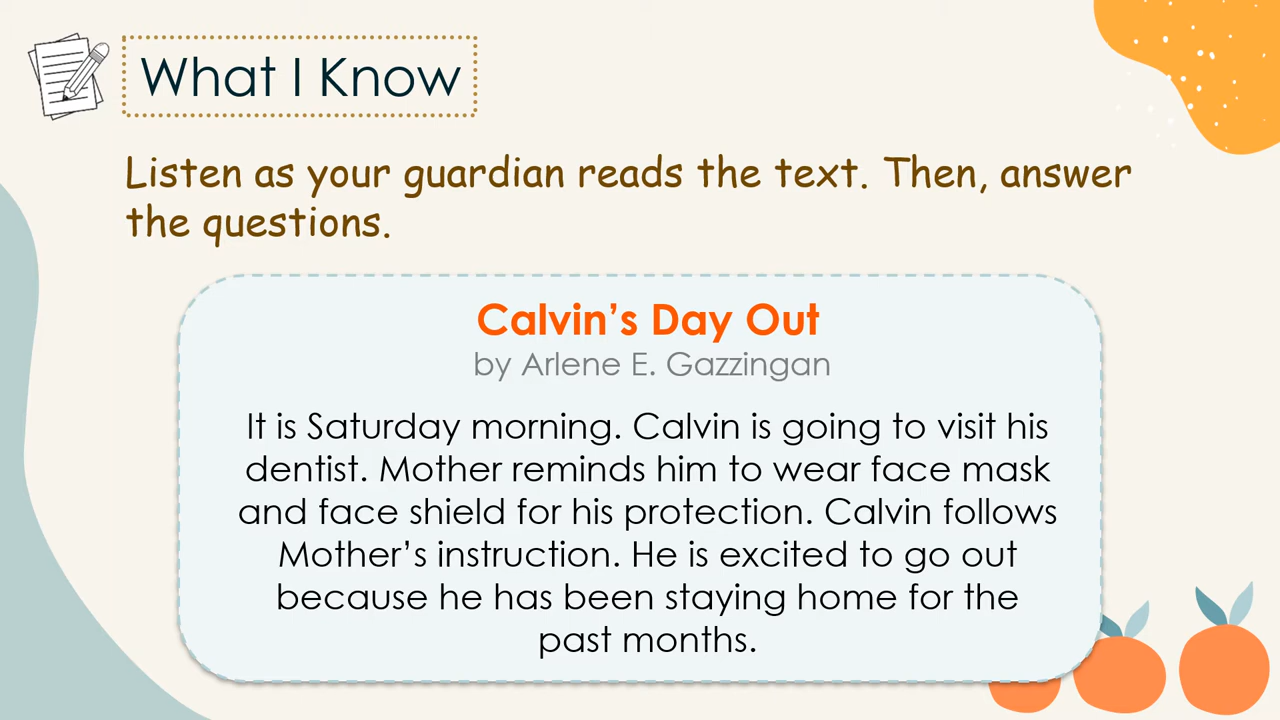 What I Know
Listen as your guardian reads the text. Then, answer
the questions.
Calvin’s Day Out
by Arlene E. Gazzingan
It is Saturday morning. Calvin is going to visit his
dentist. Mother reminds him to wear face mask
and face shield for his protection. Calvin follows
Mother’s instruction. He is excited to go out
because he has been staying home for the
past months.